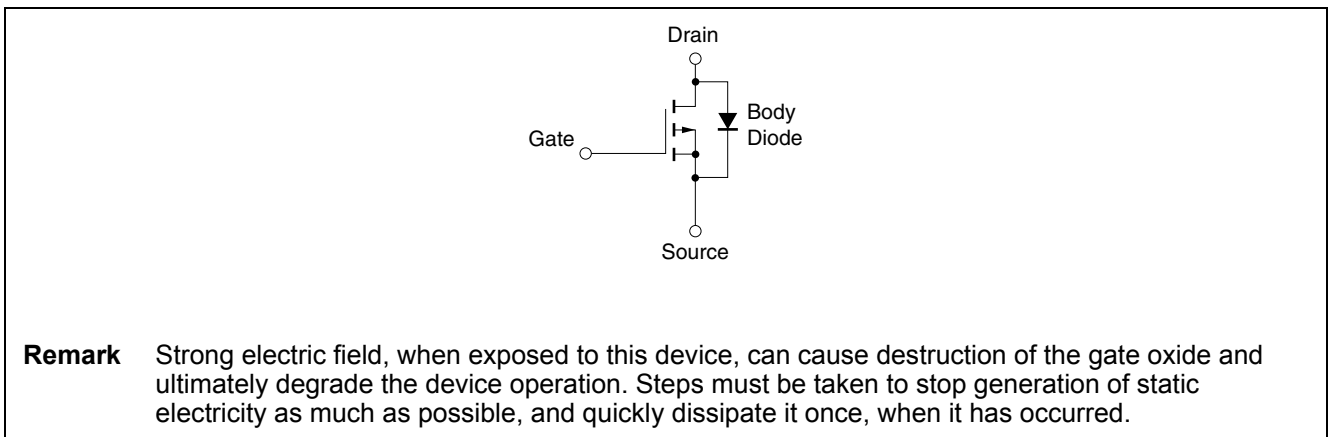 Drain
Body
Diode
Gate
Source
Remark Strong electric field, when exposed to this device, can cause destruction of the gate oxide and
ultimately degrade the device operation. Steps must be taken to stop generation of static
electricity as much as possible, and quickly dissipate it once, when it has occurred.